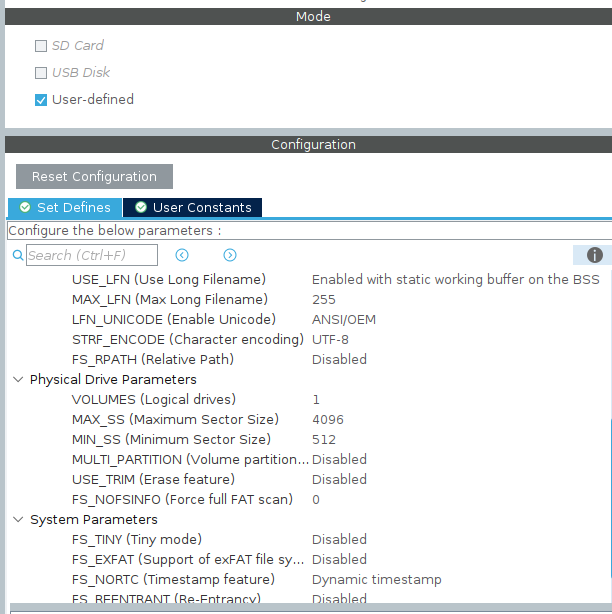 Mode
SD Card
USB Disk
User-defined
Configuration
Reset Configuration
Set Defines User Constants
Configure the below parameters :
Search (Ctrl+F)
USE_LFN (Use Long Filename) Enabled with static working buffer on the BSS
MAX_LFN (Max Long Filename) 255
LFN_UNICODE (Enable Unicode) ANSI/OEM
STRF_ENCODE (Character encoding) UTF-8
FS_RPATH (Relative Path) Disabled
Physical Drive Parameters
VOLUMES (Logical drives) 1
MAX_SS (Maximum Sector Size) 4096
MIN_SS (Minimum Sector Size) 512
MULTI_PARTITION (Volume partition... Disabled
USE_TRIM (Erase feature) Disabled
FS_NOFSINFO (Force full FAT scan) 0
System Parameters
FS_TINY (Tiny mode) Disabled
FS_EXFAT (Support of exFAT file sy... Disabled
FS_NORTC (Timestamp feature) Dynamic timestamp
FS_REENTRANT (Re-Entrancy) Disabled